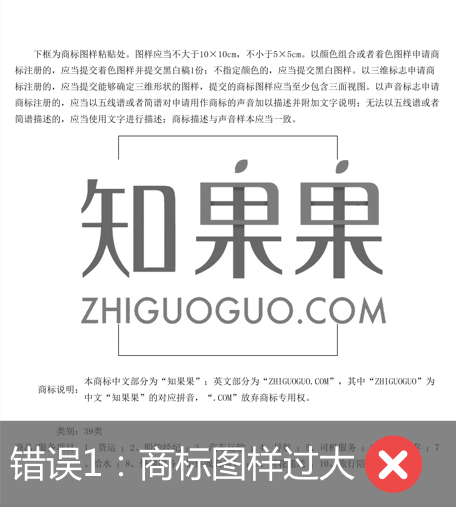 下框为商标图样粘贴处。图样应当不大于10×10cm，不小于5×5cm。以颜色组合或者着色图样申请商
标注册的，应当提交着色图样并提交黑白稿1份；不指定颜色的，应当提交黑白图样。以三维标志申请商
标注册的，应当提交能够确定三维形状的图样，提交的商标图样应当至少包含三面视图。以声音标志申请
商标注册的，应当以五线谱或者简谱对申请用作商标的声音加以描述并附加文字说明；无法以五线谱或者
简谱描述的，应当使用文字进行描述；商标描述与声音样本应当一致。
知果果
ZHIGUOGUO.COM
商标说明：
本商标中文部分为“知果果”；英文部分为“ZHIGUOGUO.COM”，其中“ZHIGUOGUO”为
中文“知果果”的对应拼音，“.COM”放弃商标专用权。
类别：39类
错误1：商标图样过大